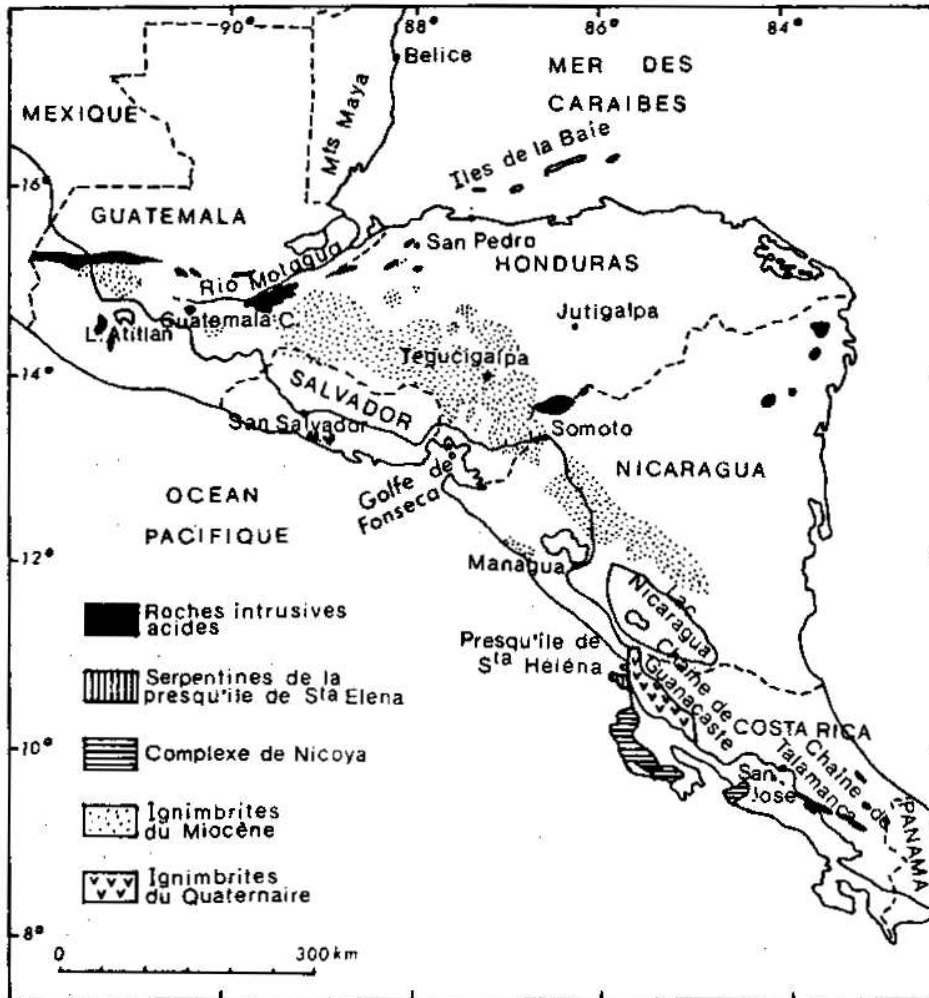 90°
88°
84°
Belice
MER DES
CARAIBES
MEXIQUE
Mts Maya
Iles de la Baie
16°
GUATEMALA
San Pedro
Rio Motagua
HONDURAS
Jutigalpa
Guatemala C.
L. Atitlan
Tegucigalpa
14°
SALVADOR
San Salvador
Somoto
NICARAGUA
Golfe de
Fonseca
OCEAN
PACIFIQUE
12°
Managua
Lac
Nicaragua
Roches intrusives
acides
Presqu'île de
Sta Héléna
Chaîne de
Guanacaste
Serpentines de la
presqu'île de Sta Elena
COSTA RICA
10°
Complexe de Nicoya
Chaîne de
Talamanca
San
José
PANAMA
Ignimbrites
du Miocène
Ignimbrites
du Quaternaire
8°
0 300 km